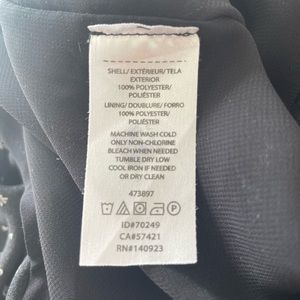 SHELL/ EXTÉRIEUR/ TELA
EXTERIOR
100% POLYESTER/
POLIÉSTER
LINING/ DOUBLURE/ FORRO
100% POLYESTER/
POLIÉSTER
MACHINE WASH COLD
ONLY NON-CHLORINE
BLEACH WHEN NEEDED
TUMBLE DRY LOW
COOL IRON IF NEEDED
OR DRY CLEAN
473897
ID#70249
CA#57421
RN#140923